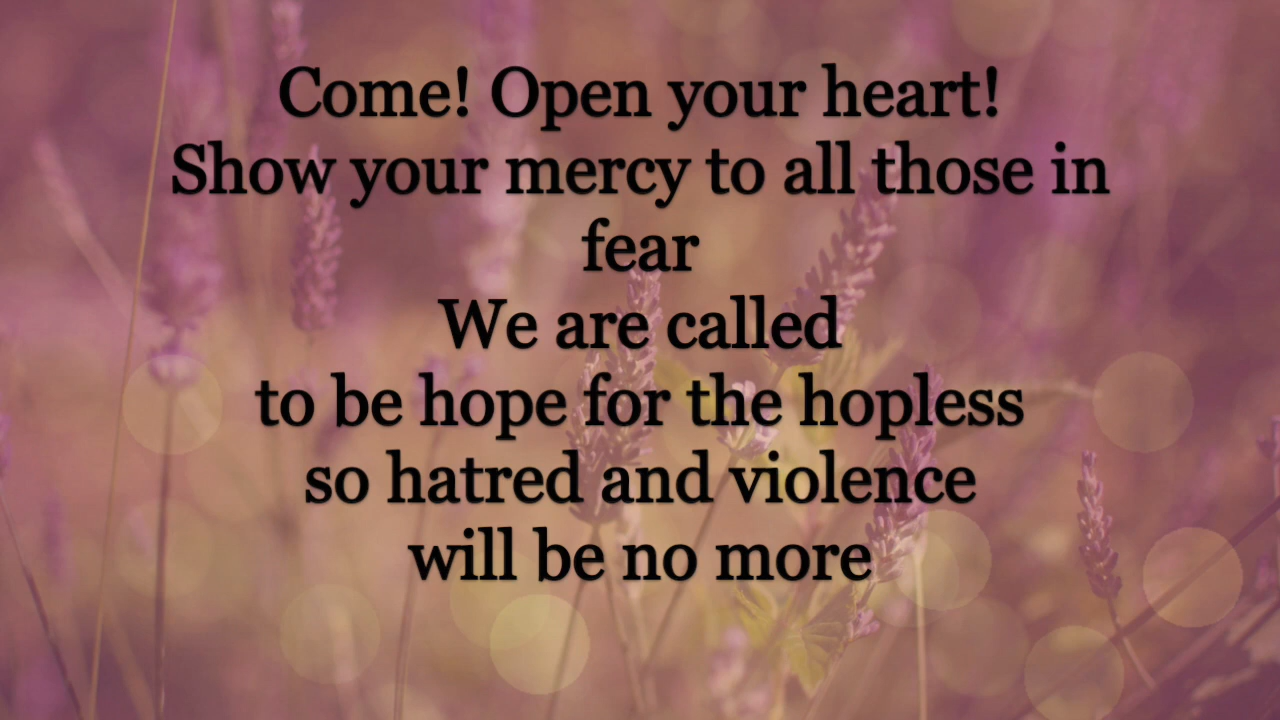 Come! Open your heart!
Show your mercy to all those in
fear
We are called
to be hope for the hopless
so hatred and violence
will be no more